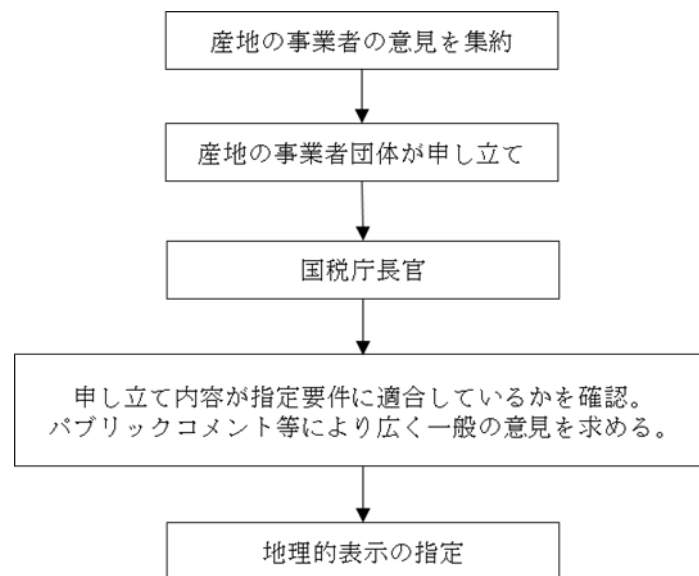 産地の事業者の意見を集約
産地の事業者団体が申し立て
国税庁長官
申し立て内容が指定要件に適合しているかを確認。
パブリックコメント等により広く一般の意見を求める。
地理的表示の指定